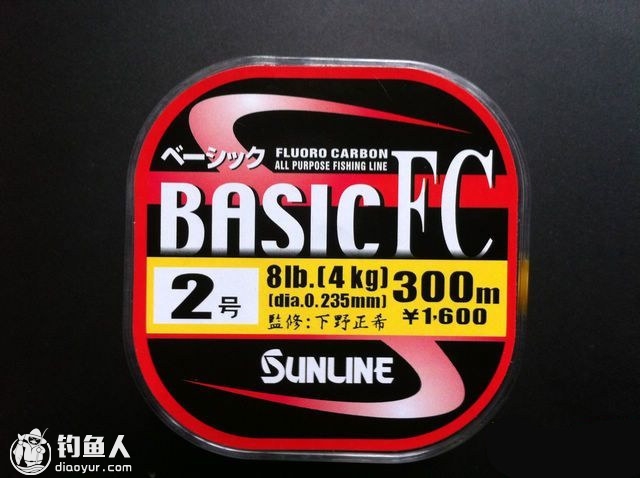 ベーシック FLUORO CARBON
ALL PURPOSE FISHING LINE
BASIC FC
2号
8lb.(4kg)
(dia.0.235mm)
監修:下野正希
300m
¥1,600
SUNLINE
钓鱼人
diaoyur.com